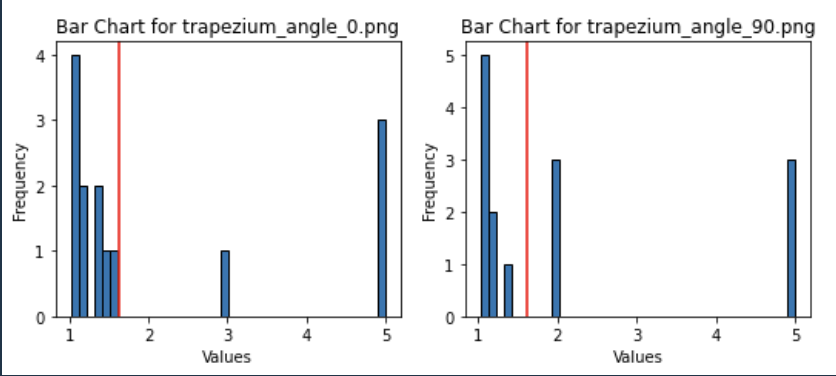 Bar Chart for trapezium_angle_0.png
4
3
2
1
0
Frequency
1 2 3 4 5
Values
Bar Chart for trapezium_angle_90.png
5
4
3
2
1
0
Frequency
1 2 3 4 5
Values